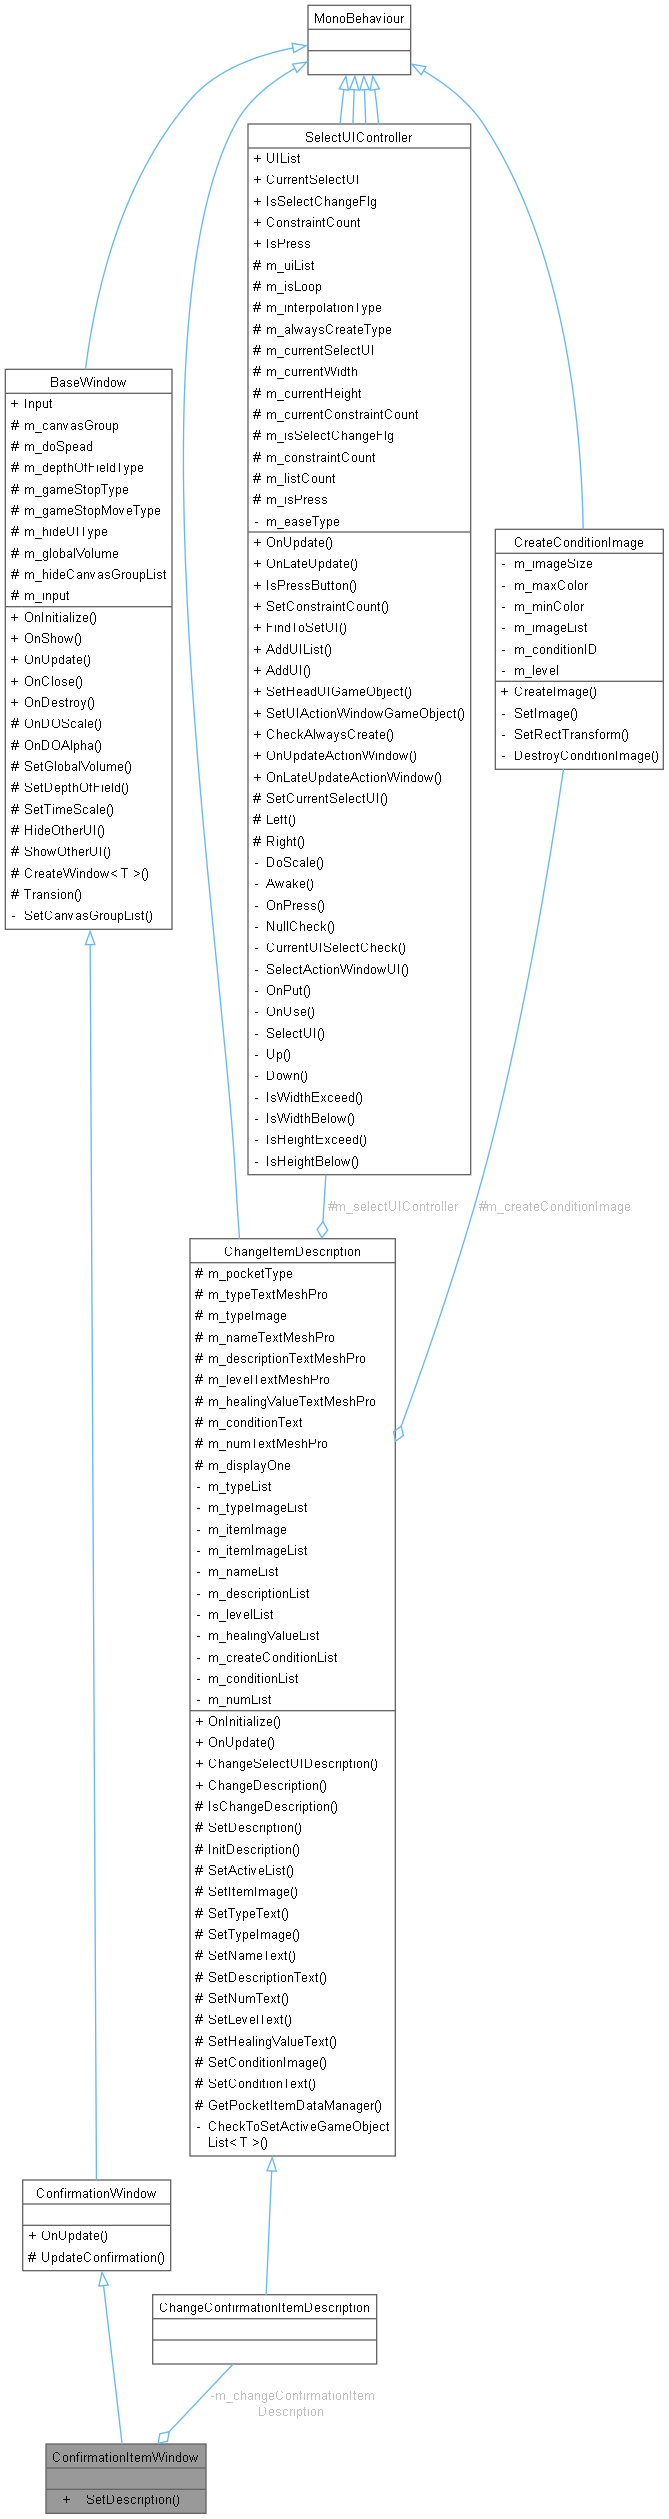 MonoBehaviour
SelectUIController
+ UIList
+ CurrentSelectUI
+ IsSelectChangeFlg
+ ConstraintCount
+ IsPress
# m_uiList
# m_isLoop
# m_interpolationType
# m_alwaysCreateType
# m_currentSelectUI
# m_currentWidth
# m_currentHeight
# m_currentConstraintCount
# m_isSelectChangeFlg
# m_constraintCount
# m_listCount
# m_isPress
- m_easeType
+ OnUpdate()
+ OnLateUpdate()
+ IsPressButton()
+ SetConstraintCount()
+ FindToSetUI()
+ AddUIList()
+ AddUI()
+ SetHeadUIGameObject()
+ SetUIActionWindowGameObject()
+ CheckAlwaysCreate()
+ OnUpdateActionWindow()
+ OnLateUpdateActionWindow()
# SetCurrentSelectUI()
# Left()
# Right()
- DoScale()
- Awake()
- OnPress()
- NullCheck()
- CurrentUISelectCheck()
- SelectActionWindowUI()
- OnPut()
- OnUse()
- SelectUI()
- Up()
- Down()
- IsWidthExceed()
- IsWidthBelow()
- IsHeightExceed()
- IsHeightBelow()
BaseWindow
+ Input
# m_canvasGroup
# m_doSpead
# m_depthOfFieldType
# m_gameStopType
# m_gameStopMoveType
# m_hideUIType
# m_globalVolume
# m_hideCanvasGroupList
# m_input
+ OnInitialize()
+ OnShow()
+ OnUpdate()
+ OnClose()
+ OnDestroy()
# OnDOScale()
# OnDOAlpha()
# SetGlobalVolume()
# SetDepthOfField()
# SetTimeScale()
# HideOtherUI()
# ShowOtherUI()
# CreateWindow< T >()
# Transion()
- SetCanvasGroupList()
CreateConditionImage
- m_imageSize
- m_maxColor
- m_minColor
- m_imageList
- m_conditionID
- m_level
+ CreateImage()
- SetImage()
- SetRectTransform()
- DestroyConditionImage()
#m_selectUIController
#m_createConditionImage
ChangeItemDescription
# m_pocketType
# m_typeTextMeshPro
# m_typeImage
# m_nameTextMeshPro
# m_descriptionTextMeshPro
# m_levelTextMeshPro
# m_healingValueTextMeshPro
# m_conditionText
# m_numTextMeshPro
# m_displayOne
- m_typeList
- m_typeImageList
- m_itemImage
- m_itemImageList
- m_nameList
- m_descriptionList
- m_levelList
- m_healingValueList
- m_createConditionList
- m_conditionList
- m_numList
+ OnInitialize()
+ OnUpdate()
+ ChangeSelectUIDescription()
+ ChangeDescription()
# IsChangeDescription()
# SetDescription()
# InitDescription()
# SetActiveList()
# SetItemImage()
# SetTypeText()
# SetTypeImage()
# SetNameText()
# SetDescriptionText()
# SetNumText()
# SetLevelText()
# SetHealingValueText()
# SetConditionImage()
# SetConditionText()
# GetPocketItemDataManager()
- CheckToSetActiveGameObject
List< T >()
ConfirmationWindow
+ OnUpdate()
# UpdateConfirmation()
ChangeConfirmationItemDescription
-m_changeConfirmationItem
Description
ConfirmationItemWindow
+ SetDescription()